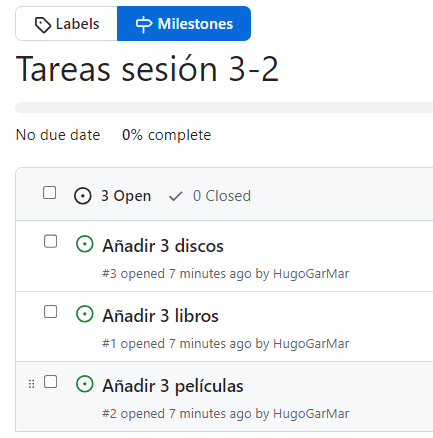 Labels Milestones
Tareas sesión 3-2
No due date 0% complete
3 Open 0 Closed
Añadir 3 discos
#3 opened 7 minutes ago by HugoGarMar
Añadir 3 libros
#1 opened 7 minutes ago by HugoGarMar
Añadir 3 películas
#2 opened 7 minutes ago by HugoGarMar